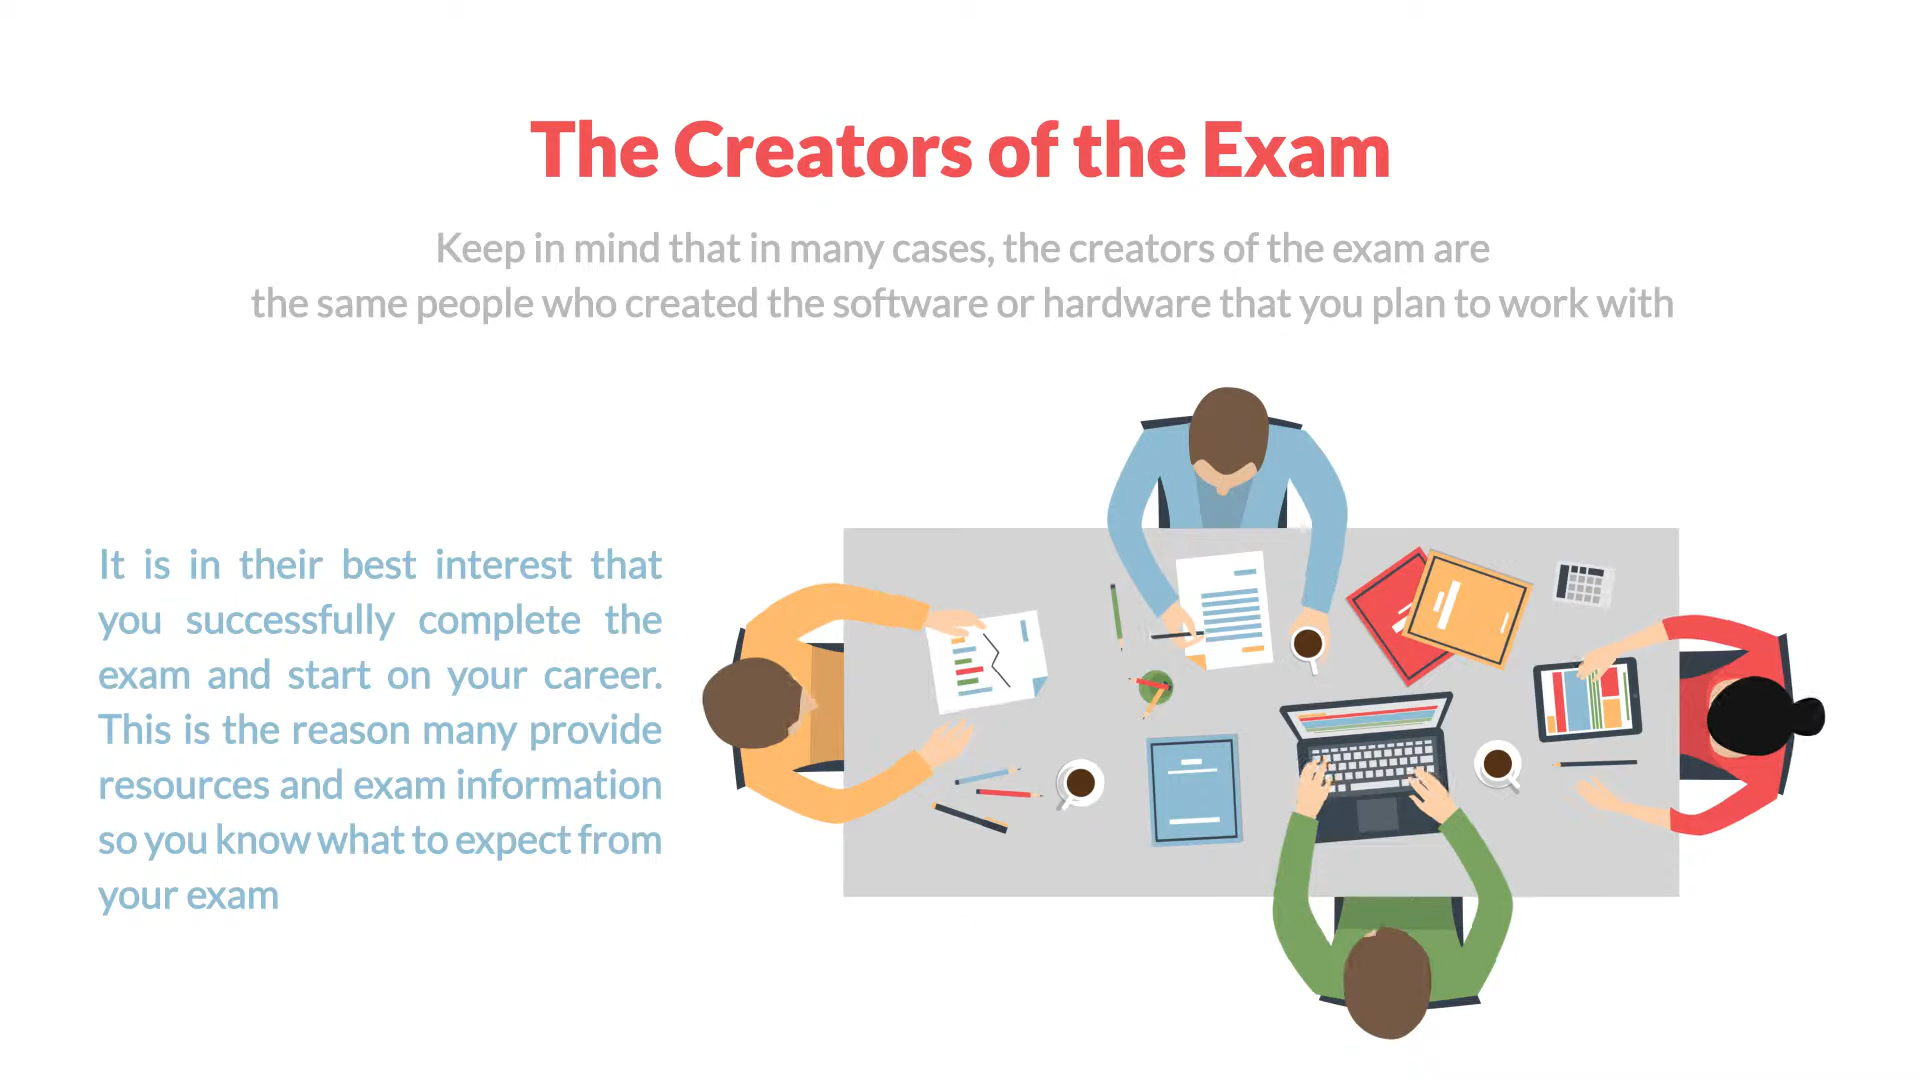 The Creators of the Exam
Keep in mind that in many cases, the creators of the exam are
the same people who created the software or hardware that you plan to work with
It is in their best interest that
you successfully complete the
exam and start on your career.
This is the reason many provide
resources and exam information
so you know what to expect from
your exam